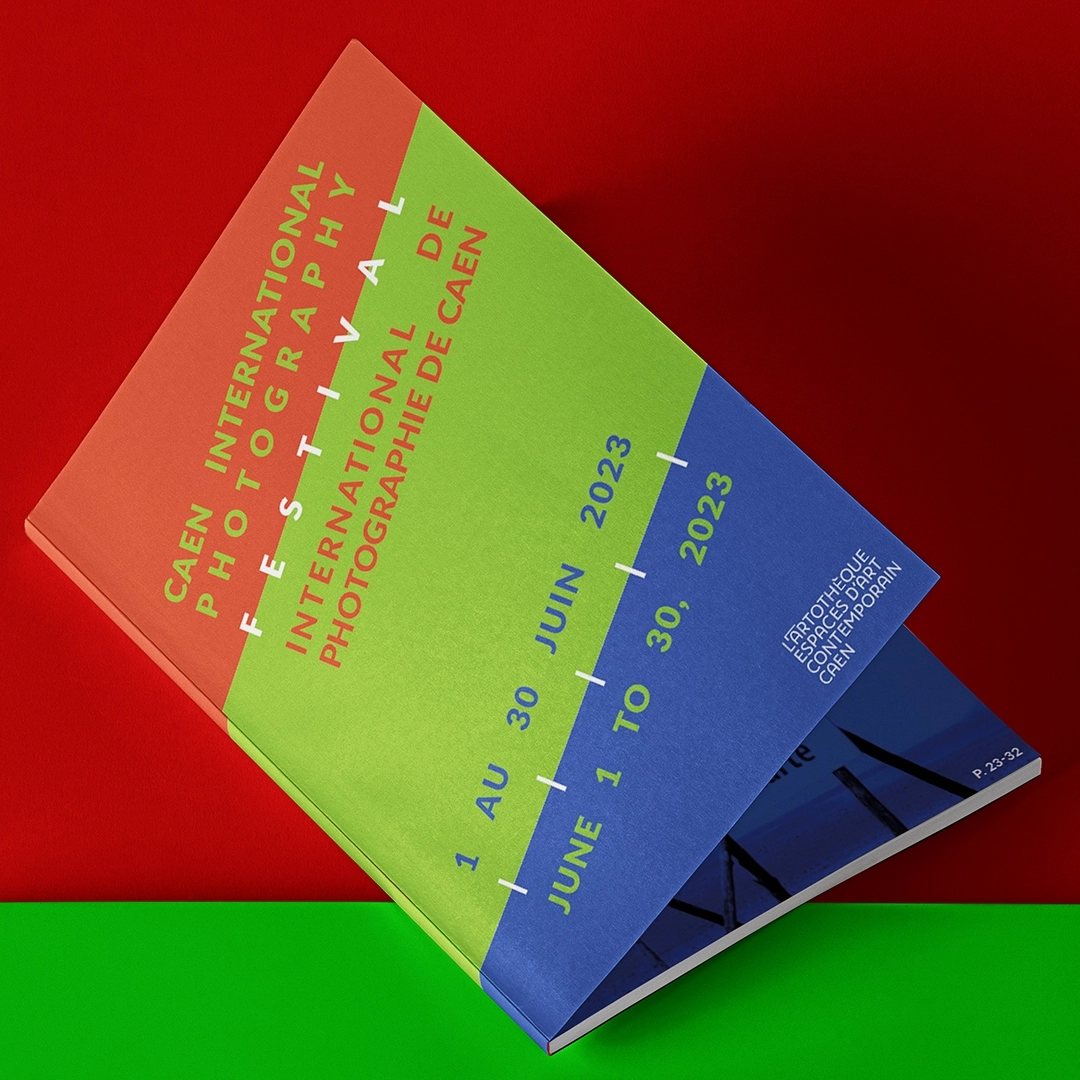 CAEN INTERNATIONAL
PHOTOGRAPHY
FESTIVAL
INTERNATIONAL DE
PHOTOGRAPHIE DE CAEN
1 AU 30 JUIN 2023
JUNE 1 TO 30, 2023
L'ARTOTHÈQUE
ESPACES D'ART
CONTEMPORAIN
CAEN
P. 23-32